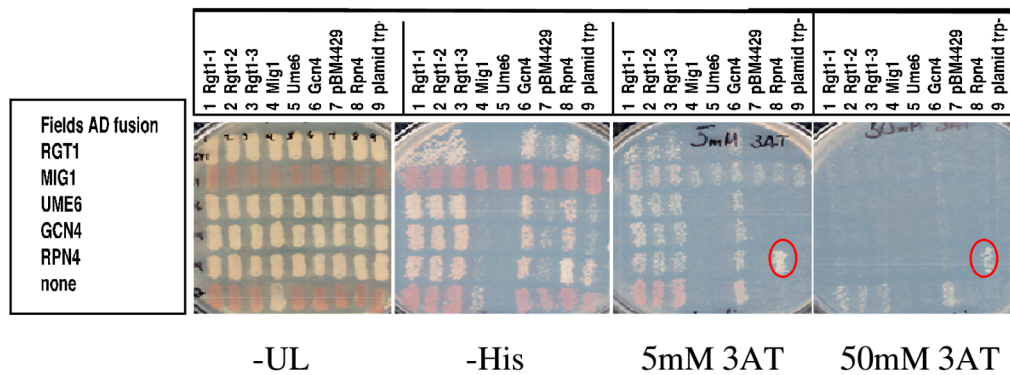 1 Rgt1-1
2 Rgt1-2
3 Rgt1-3
4 Mig1
5 Ume6
6 Gcn4
7 pBM4429
8 Rpn4
9 plamid trp-
1 Rgt1-1
2 Rgt1-2
3 Rgt1-3
4 Mig1
5 Ume6
6 Gcn4
7 pBM4429
8 Rpn4
9 plamid trp-
1 Rgt1-1
2 Rgt1-2
3 Rgt1-3
4 Mig1
5 Ume6
6 Gcn4
7 pBM4429
8 Rpn4
9 plamid trp-
1 Rgt1-1
2 Rgt1-2
3 Rgt1-3
4 Mig1
5 Ume6
6 Gcn4
7 pBM4429
8 Rpn4
9 plamid trp-
Fields AD fusion
RGT1
MIG1
UME6
GCN4
RPN4
none
5mM 3AT
50mM 3AT
-UL
-His
5mM 3AT
50mM 3AT